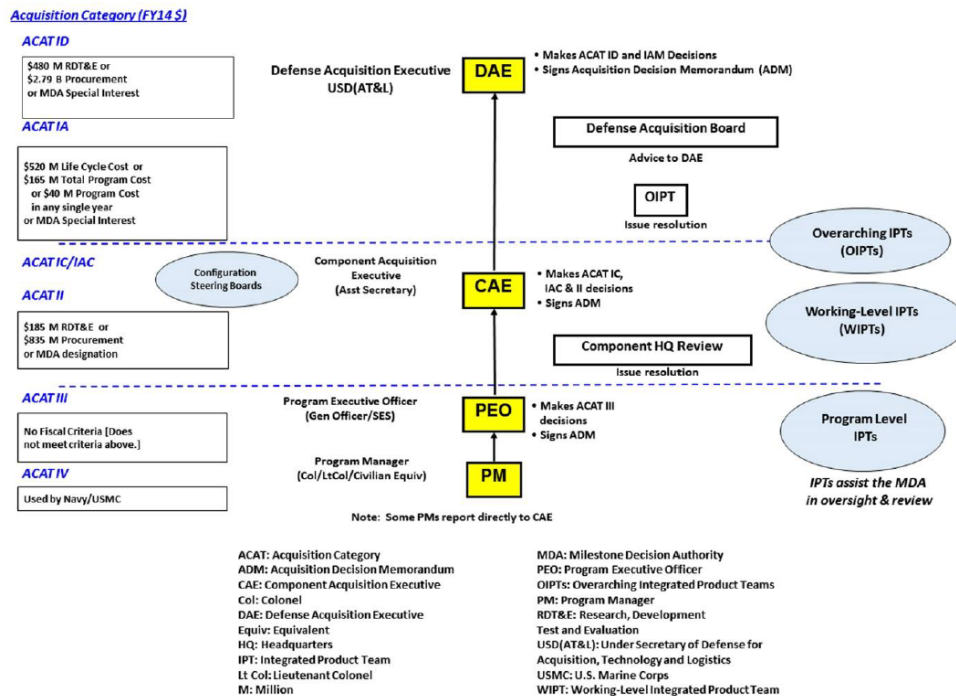 Acquisition Category (FY14 $)
ACAT ID
$480 M RDT&E or
$2.79 B Procurement
or MDA Special Interest
Defense Acquisition Executive
USD(AT&L)
DAE
• Makes ACAT ID and IAM Decisions
• Signs Acquisition Decision Memorandum (ADM)
ACAT IA
$520 M Life Cycle Cost or
$165 M Total Program Cost
or $40 M Program Cost
in any single year
or MDA Special Interest
Defense Acquisition Board
Advice to DAE
OIPT
Issue resolution
Overarching IPTs
(OIPTs)
ACAT IC/IAC
Configuration
Steering Boards
Component Acquisition
Executive
(Asst Secretary)
CAE
• Makes ACAT IC,
IAC & II decisions
• Signs ADM
Working-Level IPTs
(WIPTs)
ACAT II
$185 M RDT&E or
$835 M Procurement
or MDA designation
Component HQ Review
Issue resolution
ACAT III
No Fiscal Criteria [Does
not meet criteria above.]
Program Executive Officer
(Gen Officer/SES)
PEO
• Makes ACAT III
decisions
• Signs ADM
Program Level
IPTs
ACAT IV
Used by Navy/USMC
Program Manager
(Col/LtCol/Civilian Equiv)
PM
IPTs assist the MDA
in oversight & review
Note: Some PMs report directly to CAE
ACAT: Acquisition Category
ADM: Acquisition Decision Memorandum
CAE: Component Acquisition Executive
Col: Colonel
DAE: Defense Acquisition Executive
Equiv: Equivalent
HQ: Headquarters
IPT: Integrated Product Team
Lt Col: Lieutenant Colonel
M: Million
MDA: Milestone Decision Authority
PEO: Program Executive Officer
OIPTs: Overarching Integrated Product Teams
PM: Program Manager
RDT&E: Research, Development
Test and Evaluation
USD(AT&L): Under Secretary of Defense for
Acquisition, Technology and Logistics
USMC: U.S. Marine Corps
WIPT: Working-Level Integrated Product Team